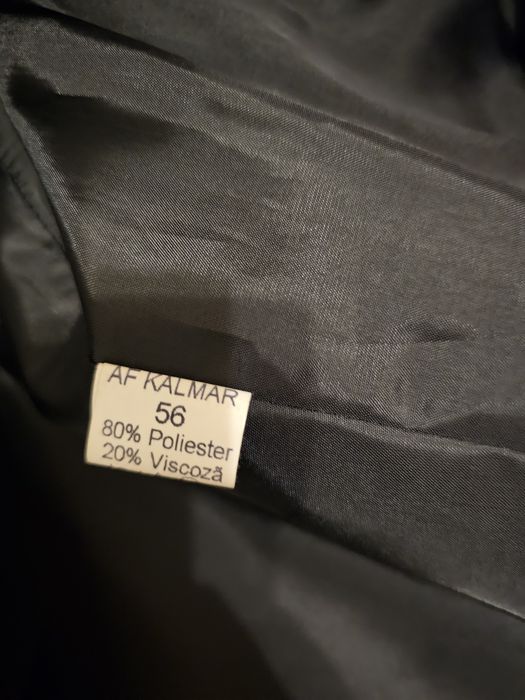 AF KALMAR
56
80% Poliester
20% Viscoză